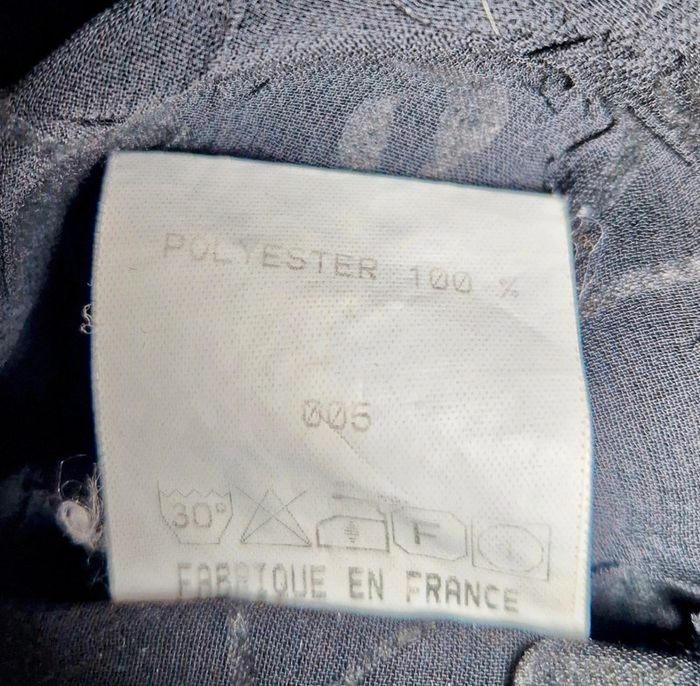 POLYESTER 100 %
005
30° F
FABRIQUE EN FRANCE